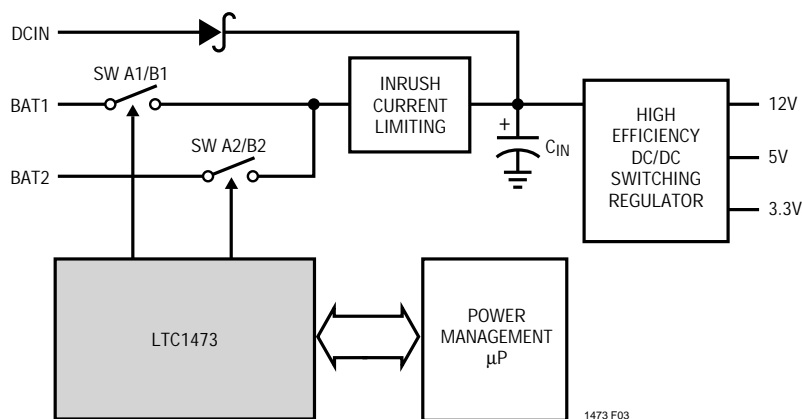 DCIN
SW A1/B1
BAT1
SW A2/B2
BAT2
INRUSH
CURRENT
LIMITING
+
CIN
HIGH
EFFICIENCY
DC/DC
SWITCHING
REGULATOR
12V
5V
3.3V
LTC1473
POWER
MANAGEMENT
µP
1473 F03